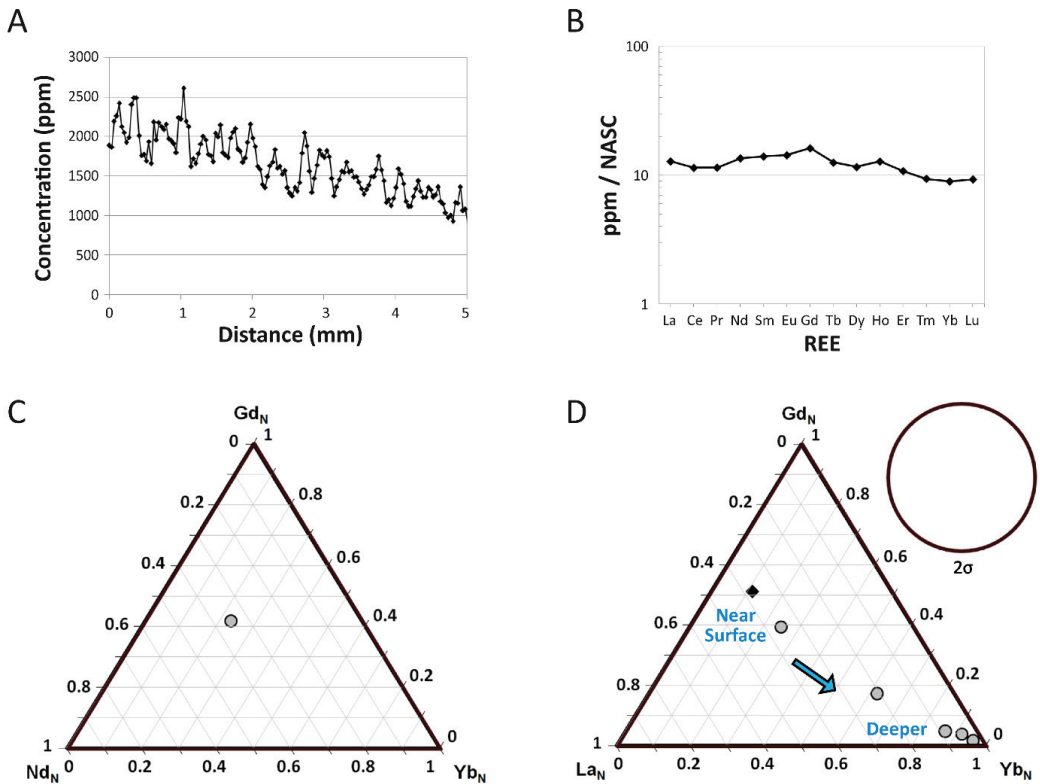 A
Concentration (ppm)
3000
2500
2000
1500
1000
500
0
0 1 2 3 4 5
Distance (mm)
B
ppm / NASC
100
10
1
La Ce Pr Nd Sm Eu Gd Tb Dy Ho Er Tm Yb Lu
REE
C
GdN
0 1
0.2 0.8
0.4 0.6
0.6 0.4
0.8 0.2
1 0
0 0.2 0.4 0.6 0.8 1
NdN YbN
D
GdN
0 1
0.2 0.8
0.4 0.6
0.6 0.4
0.8 0.2
1 0
0 0.2 0.4 0.6 0.8 1
LaN YbN
Near
Surface
Deeper
2σ